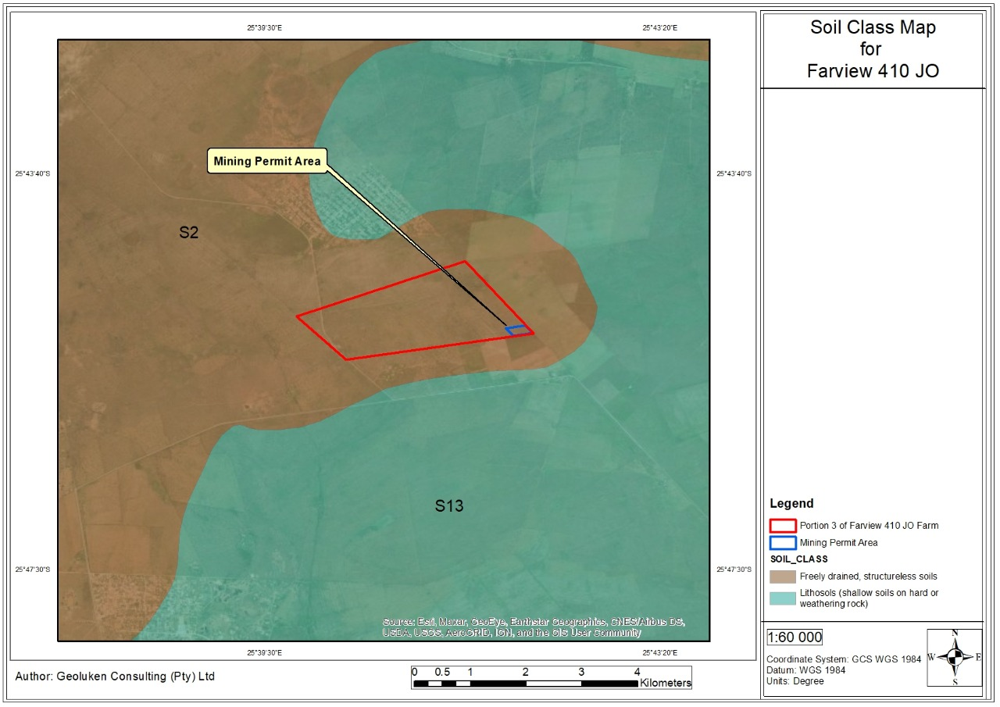 Soil Class Map
for
Farview 410 JO
25°39'30"E
25°43'20"E
25°43'40"S
25°43'40"S
Mining Permit Area
S2
S13
25°47'30"S
25°47'30"S
Source: Esri, Maxar, GeoEye, Earthstar Geographics, CNES/Airbus DS,
USDA, USGS, AeroGRID, IGN, and the GIS User Community
25°39'30"E
25°43'20"E
Legend
Portion 3 of Farview 410 JO Farm
Mining Permit Area
SOIL_CLASS
Freely drained, structureless soils
Lithosols (shallow soils on hard or
weathering rock)
1:60 000
Coordinate System: GCS WGS 1984
Datum: WGS 1984
Units: Degree
N
W E
S
Author: Geoluken Consulting (Pty) Ltd
0 0.5 1 2 3 4
Kilometers